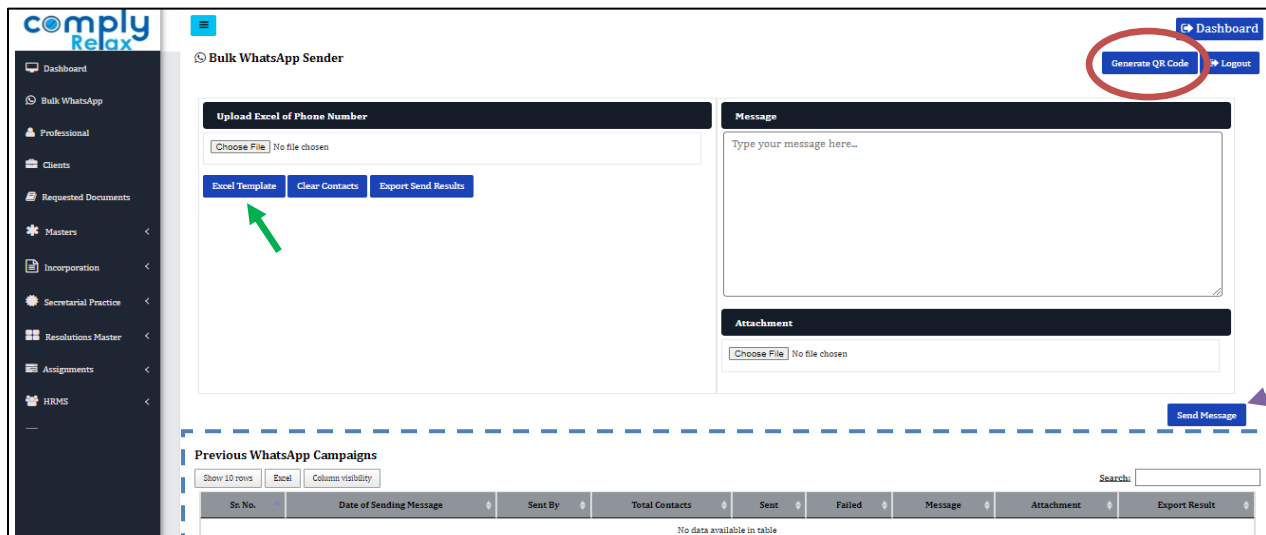 comply
Relax
Dashboard
Bulk WhatsApp Sender
Generate QR Code
Logout
Dashboard
Bulk WhatsApp
Professional
Clients
Requested Documents
Masters
Incorporation
Secretarial Practice
Resolutions Master
Assignments
HRMS
Upload Excel of Phone Number
Choose File No file chosen
Excel Template Clear Contacts Export Send Results
Message
Type your message here...
Attachment
Choose File No file chosen
Send Message
Previous WhatsApp Campaigns
Show 10 rows Excel Column visibility Search:
Sr. No. Date of Sending Message Sent By Total Contacts Sent Failed Message Attachment Export Result
No data available in table